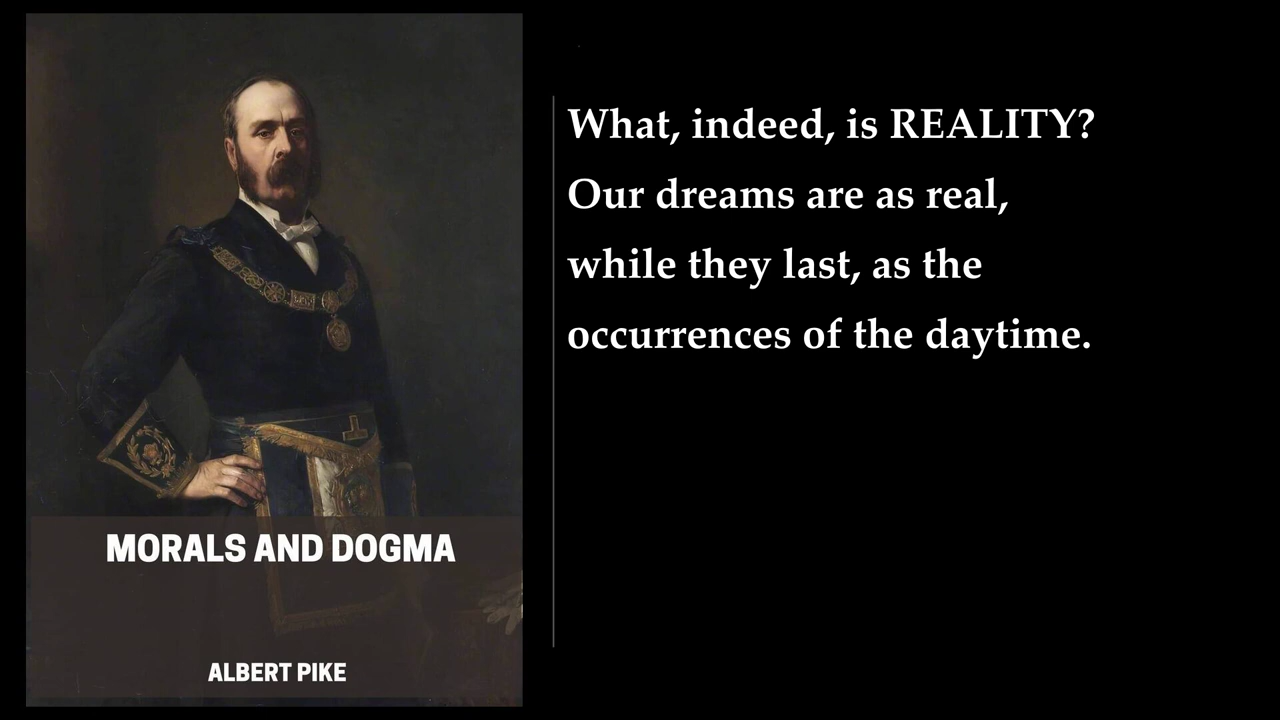 MORALS AND DOGMA
ALBERT PIKE
What, indeed, is REALITY?
Our dreams are as real,
while they last, as the
occurrences of the daytime.